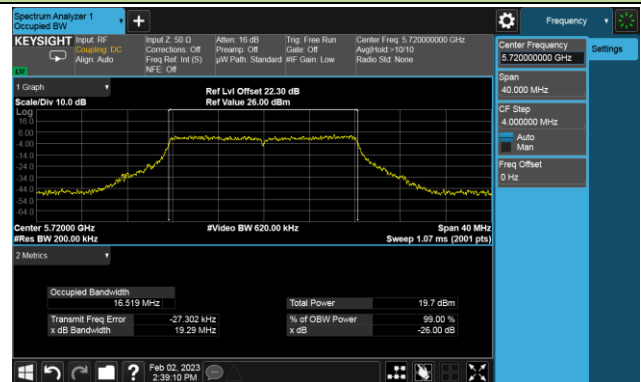 Spectrum Analyzer 1
Occupied BW
Frequency
KEYSIGHT
Input: RF
Coupling: DC
Align: Auto
Input Z: 50 Ω
Corrections: Off
Freq Ref: Int (S)
NFE: Off
Atten: 16 dB
Preamp: Off
µW Path: Standard
Trig: Free Run
Gate: Off
#IF Gain: Low
Center Freq: 5.720000000 GHz
Avg|Hold:>10/10
Radio Std: None
Center Frequency
5.720000000 GHz
Settings
Span
40.000 MHz
CF Step
4.000000 MHz
Auto
Man
Freq Offset
0 Hz
1 Graph
Scale/Div 10.0 dB
Ref Lvl Offset 22.30 dB
Ref Value 26.00 dBm
Log
16.0
6.00
-4.00
-14.0
-24.0
-34.0
-44.0
-54.0
-64.0
Center 5.72000 GHz
#Res BW 200.00 kHz
#Video BW 620.00 kHz
Span 40 MHz
Sweep 1.07 ms (2001 pts)
2 Metrics
Occupied Bandwidth
16.519 MHz
Total Power 19.7 dBm
Transmit Freq Error -27.302 kHz
% of OBW Power 99.00 %
x dB Bandwidth 19.29 MHz
x dB -26.00 dB
?
Feb 02, 2023
2:39:10 PM